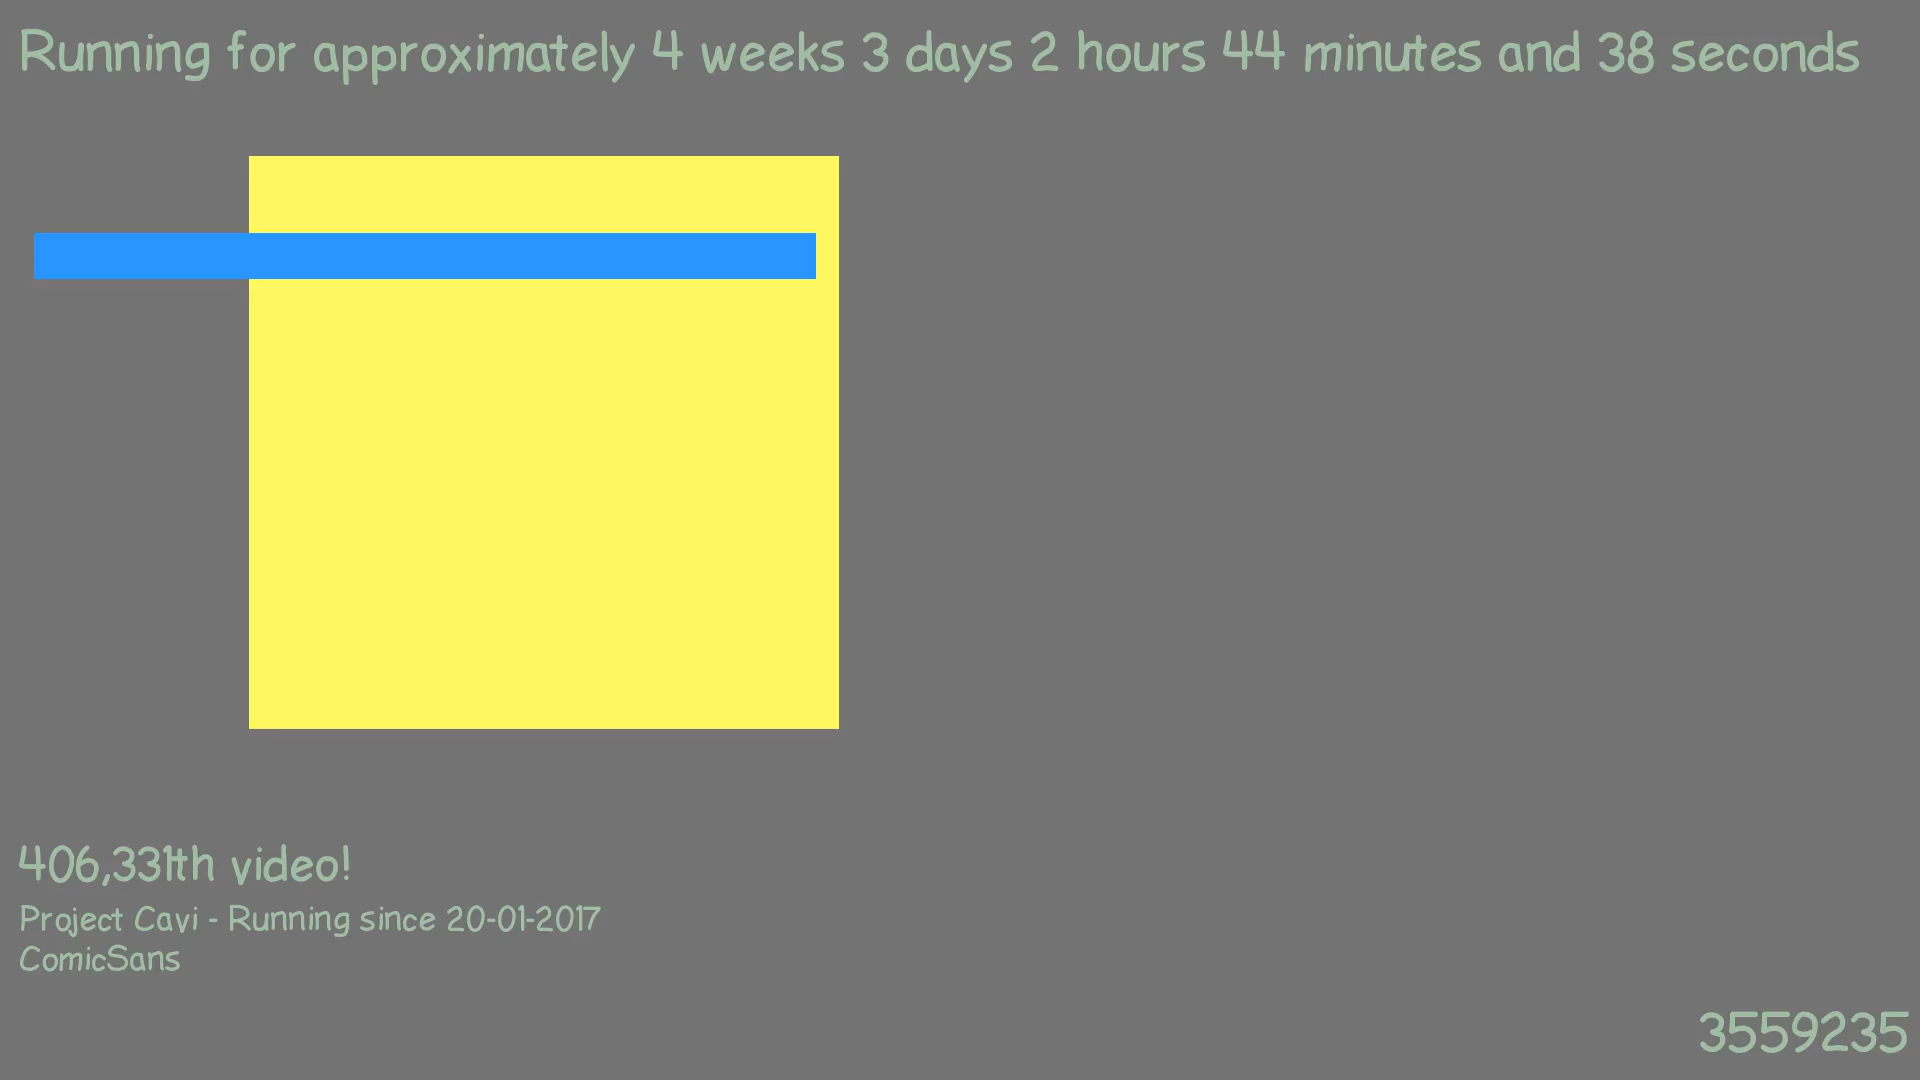 Running for approximately 4 weeks 3 days 2 hours 44 minutes and 38 seconds
406,331th video!
Project Cavi - Running since 20-01-2017
ComicSans
3559235